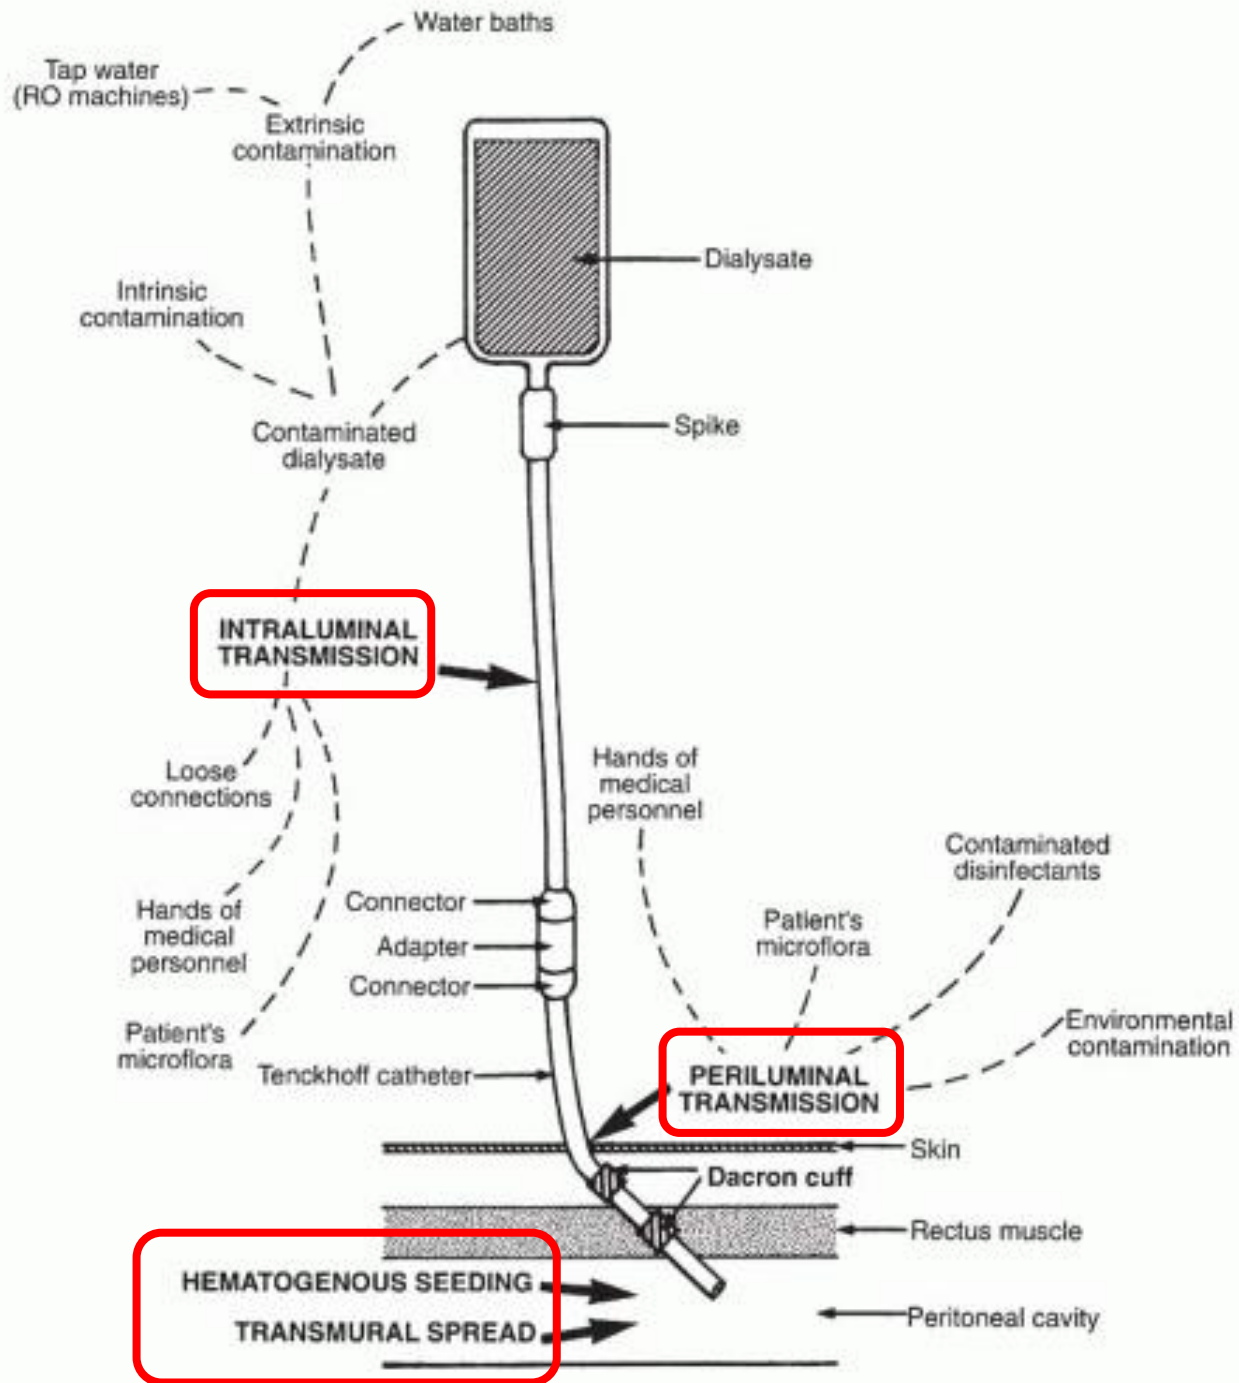 Water baths
Tap water
(RO machines)
Extrinsic
contamination
Dialysate
Intrinsic
contamination
Contaminated
dialysate
Spike
INTRALUMINAL
TRANSMISSION
Loose
connections
Hands of
medical
personnel
Patient's
microflora
Hands of
medical
personnel
Contaminated
disinfectants
Patient's
microflora
Environmental
contamination
Connector
Adapter
Connector
Tenckhoff catheter
PERILUMINAL
TRANSMISSION
Skin
Dacron cuff
Rectus muscle
HEMATOGENOUS SEEDING
TRANSMURAL SPREAD
Peritoneal cavity